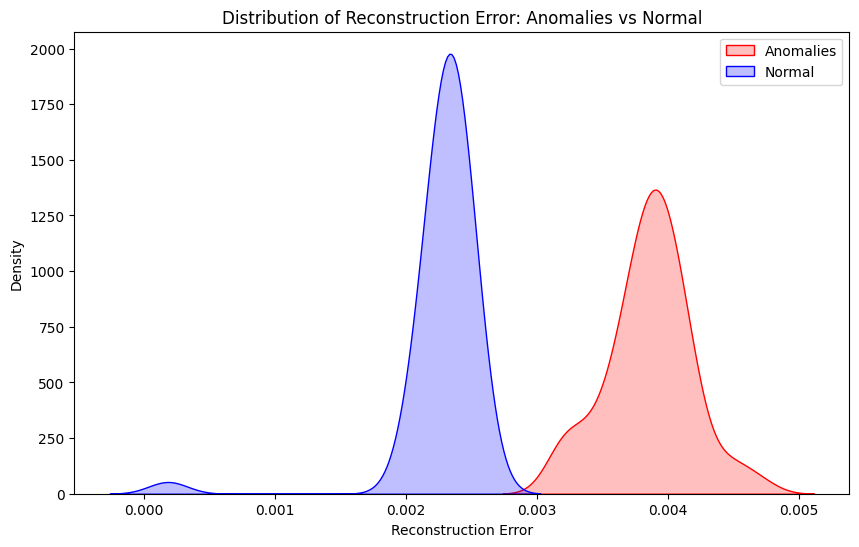 Distribution of Reconstruction Error: Anomalies vs Normal
Anomalies
Normal
2000
1750
1500
1250
1000
750
500
250
0
Density
0.000 0.001 0.002 0.003 0.004 0.005
Reconstruction Error